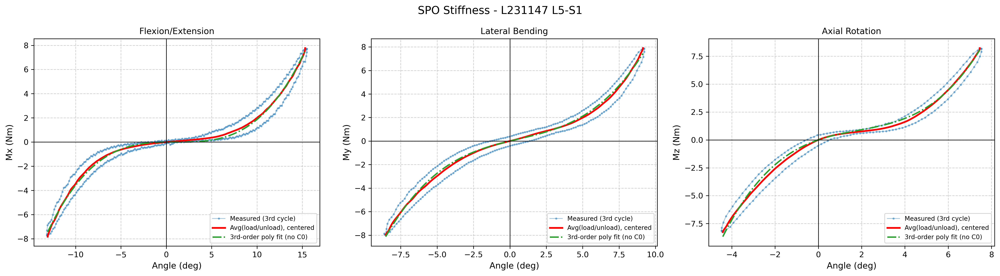 SPO Stiffness - L231147 L5-S1
Flexion/Extension
8
6
4
2
0
−2
−4
−6
−8
Mx (Nm)
−10
−5
0
5
10
15
Angle (deg)
Measured (3rd cycle)
Avg(load/unload), centered
3rd-order poly fit (no C0)
Lateral Bending
8
6
4
2
0
−2
−4
−6
−8
My (Nm)
−7.5
−5.0
−2.5
0.0
2.5
5.0
7.5
10.0
Angle (deg)
Measured (3rd cycle)
Avg(load/unload), centered
3rd-order poly fit (no C0)
Axial Rotation
7.5
5.0
2.5
0.0
−2.5
−5.0
−7.5
Mz (Nm)
−4
−2
0
2
4
6
8
Angle (deg)
Measured (3rd cycle)
Avg(load/unload), centered
3rd-order poly fit (no C0)